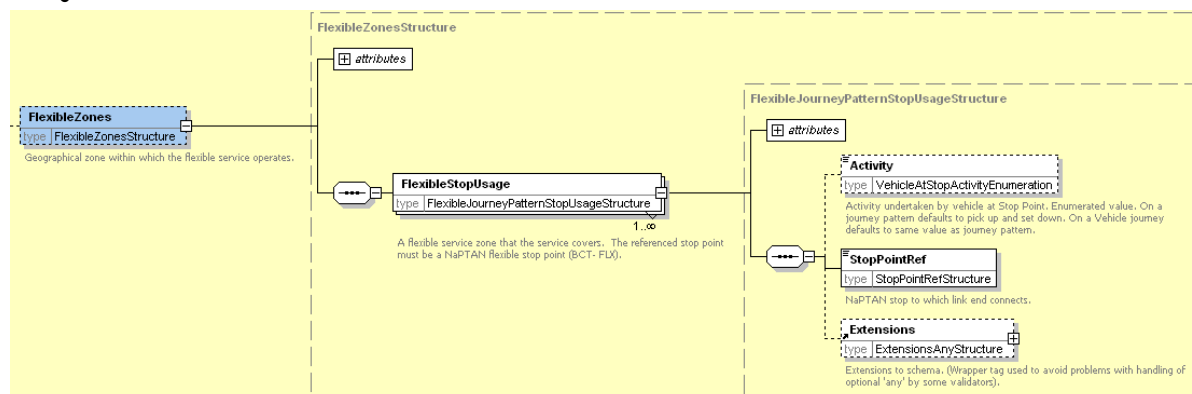 FlexibleZonesStructure
attributes
FlexibleJourneyPatternStopUsageStructure
attributes
FlexibleZones
type FlexibleZonesStructure
Geographical zone within which the flexible service operates.
FlexibleStopUsage
type FlexibleJourneyPatternStopUsageStructure
1..∞
A flexible service zone that the service covers. The referenced stop point
must be a NaPTAN flexible stop point (BCT- FLX).
Activity
type VehicleAtStopActivityEnumeration
Activity undertaken by vehicle at Stop Point. Enumerated value. On a
journey pattern defaults to pick up and set down. On a Vehicle journey
defaults to same value as journey pattern.
StopPointRef
type StopPointRefStructure
NaPTAN stop to which link end connects.
Extensions
type ExtensionsAnyStructure
Extensions to schema. (Wrapper tag used to avoid problems with handling of
optional 'any' by some validators).